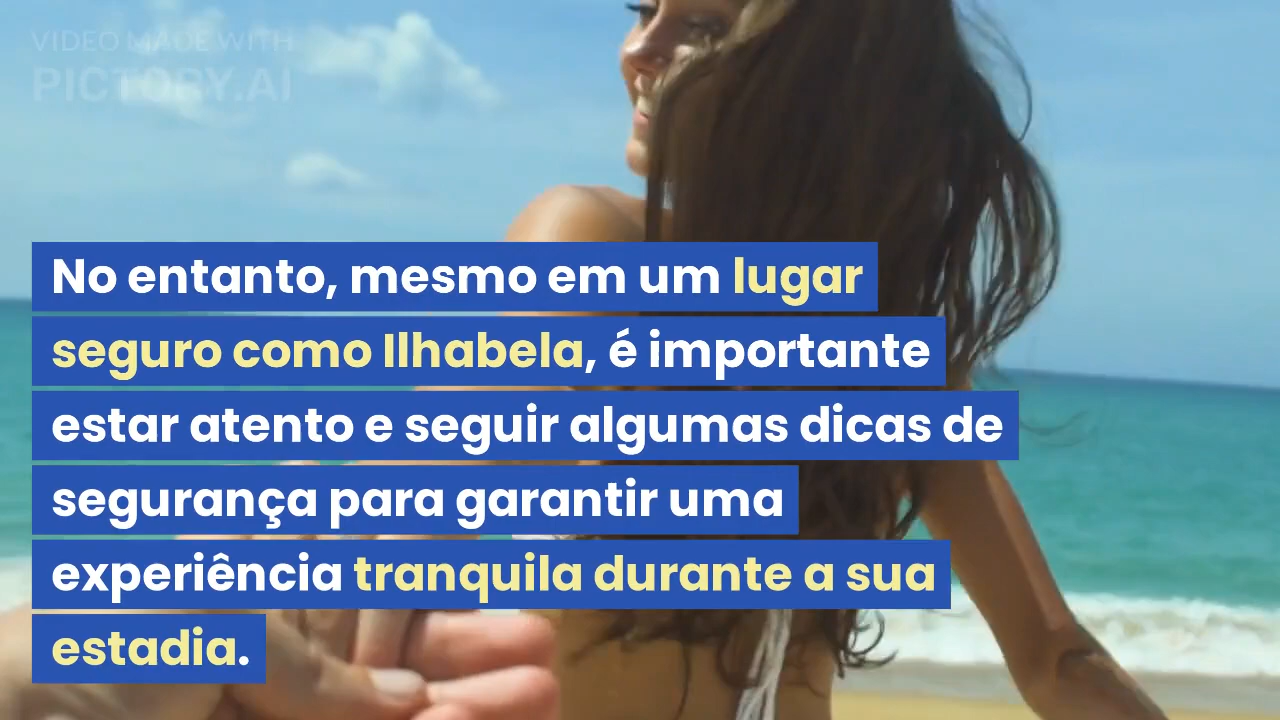 VIDEO MADE WITH
PICTORY.AI
No entanto, mesmo em um lugar
seguro como Ilhabela, é importante
estar atento e seguir algumas dicas de
segurança para garantir uma
experiência tranquila durante a sua
estadia.